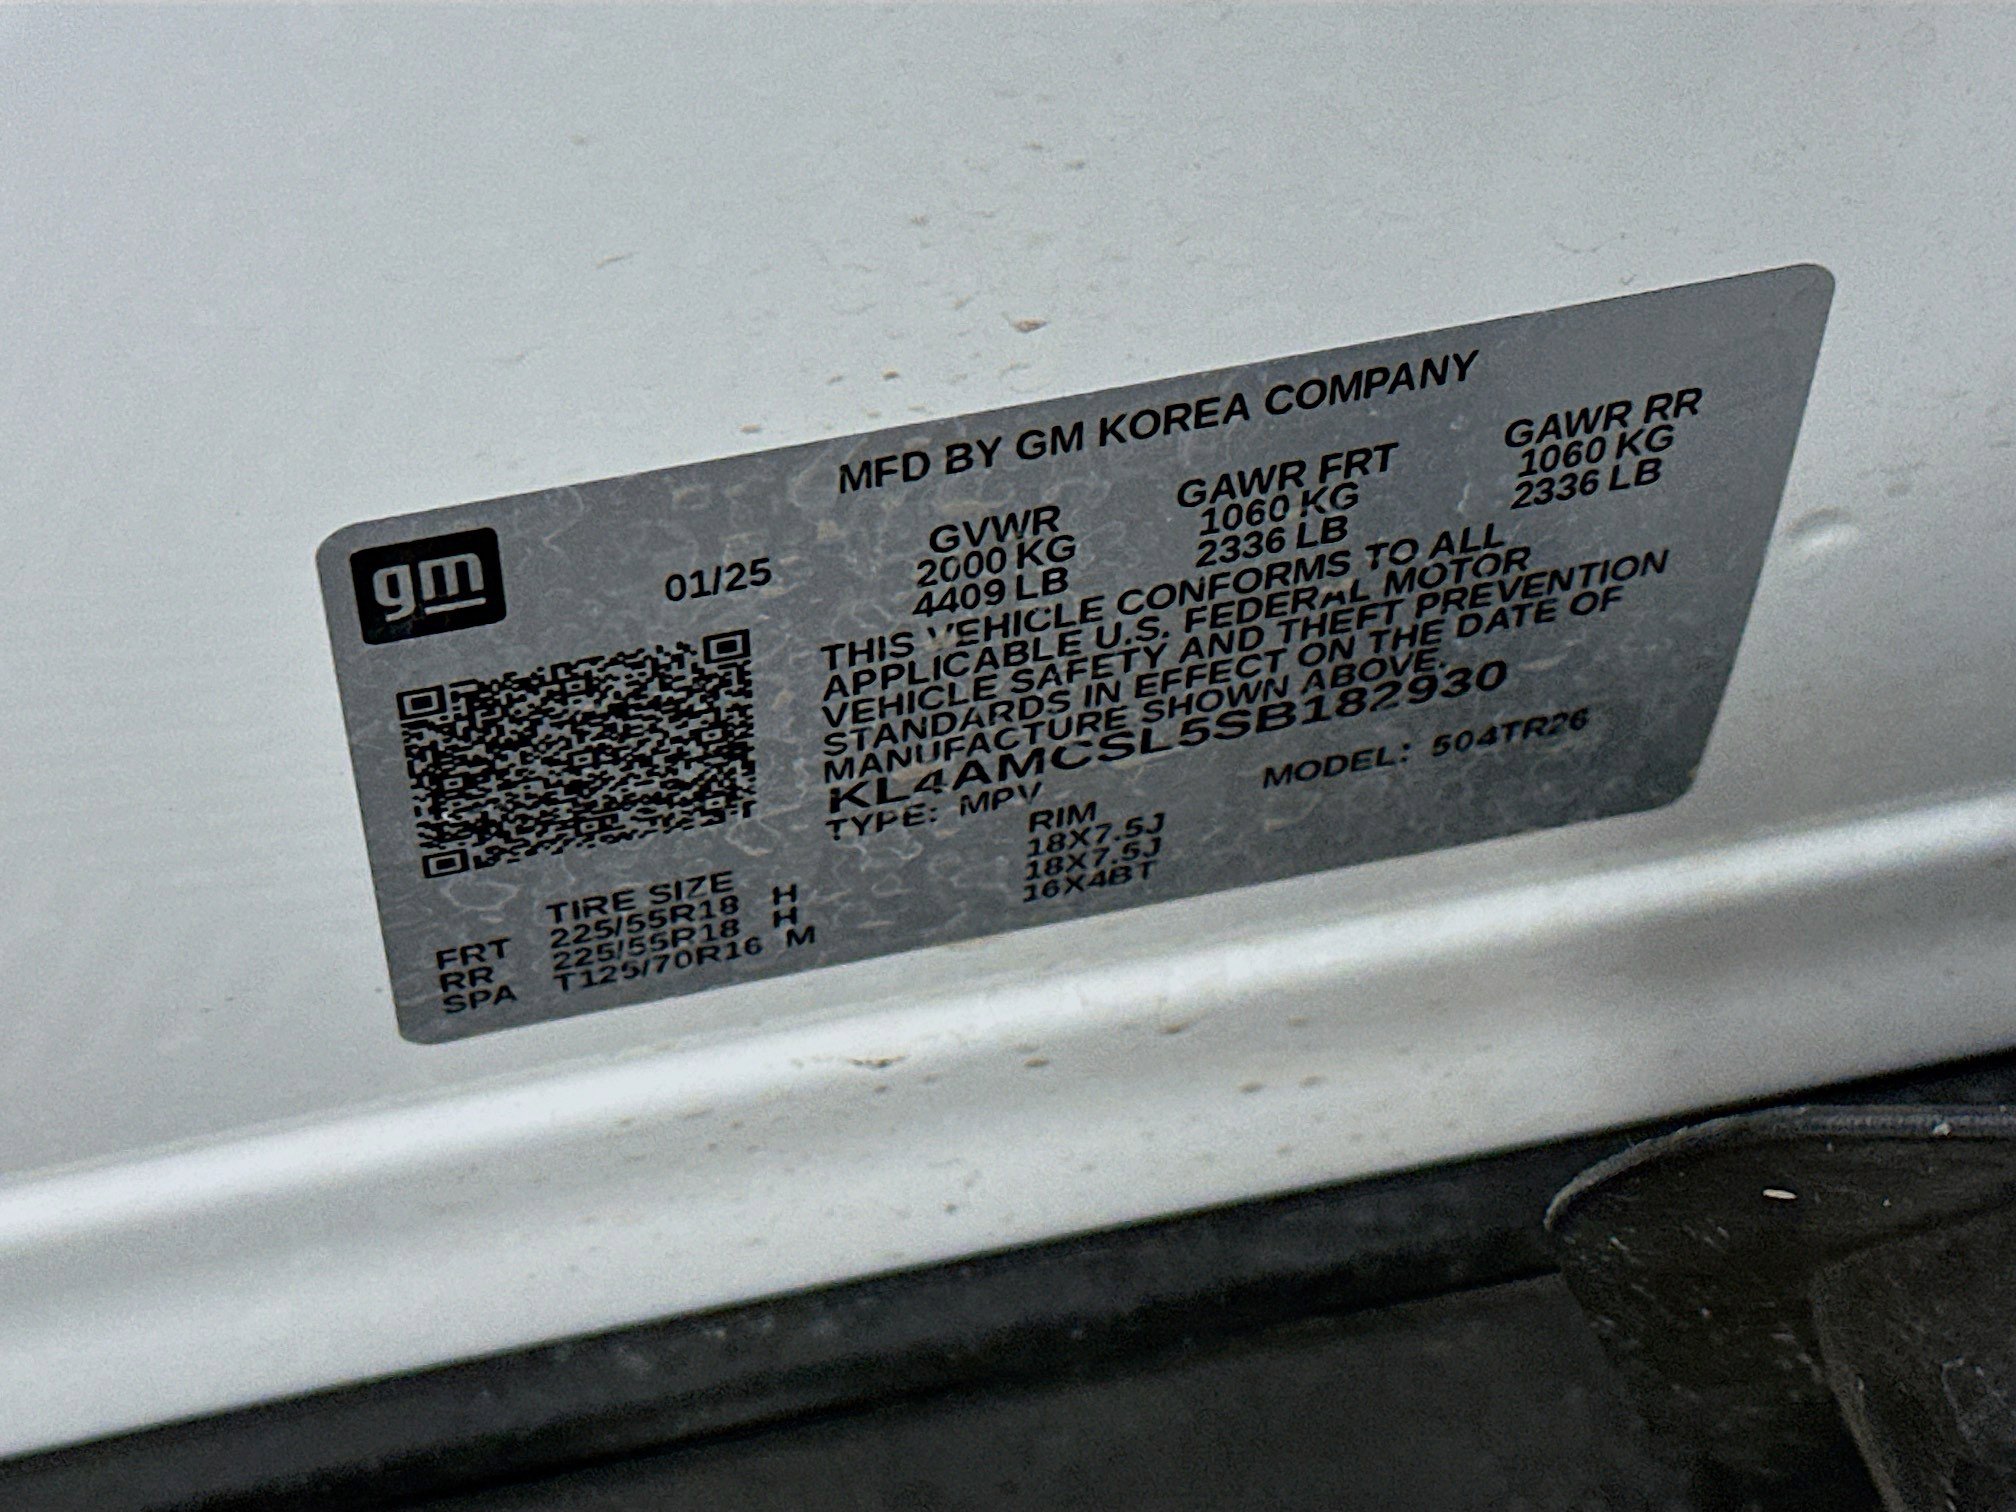 gm
MFD BY GM KOREA COMPANY
01/25 GVWR GAWR FRT GAWR RR
2000 KG 1060 KG 1060 KG
4409 LB 2336 LB 2336 LB
THIS VEHICLE CONFORMS TO ALL
APPLICABLE U.S. FEDERAL MOTOR
VEHICLE SAFETY AND THEFT PREVENTION
STANDARDS IN EFFECT ON THE DATE OF
MANUFACTURE SHOWN ABOVE.
KL4AMCSL5SB182930
TYPE: MPV MODEL: 504TR26
TIRE SIZE RIM
FRT 225/55R18 H 18X7.5J
RR 225/55R18 H 18X7.5J
SPA T125/70R16 M 16X4BT